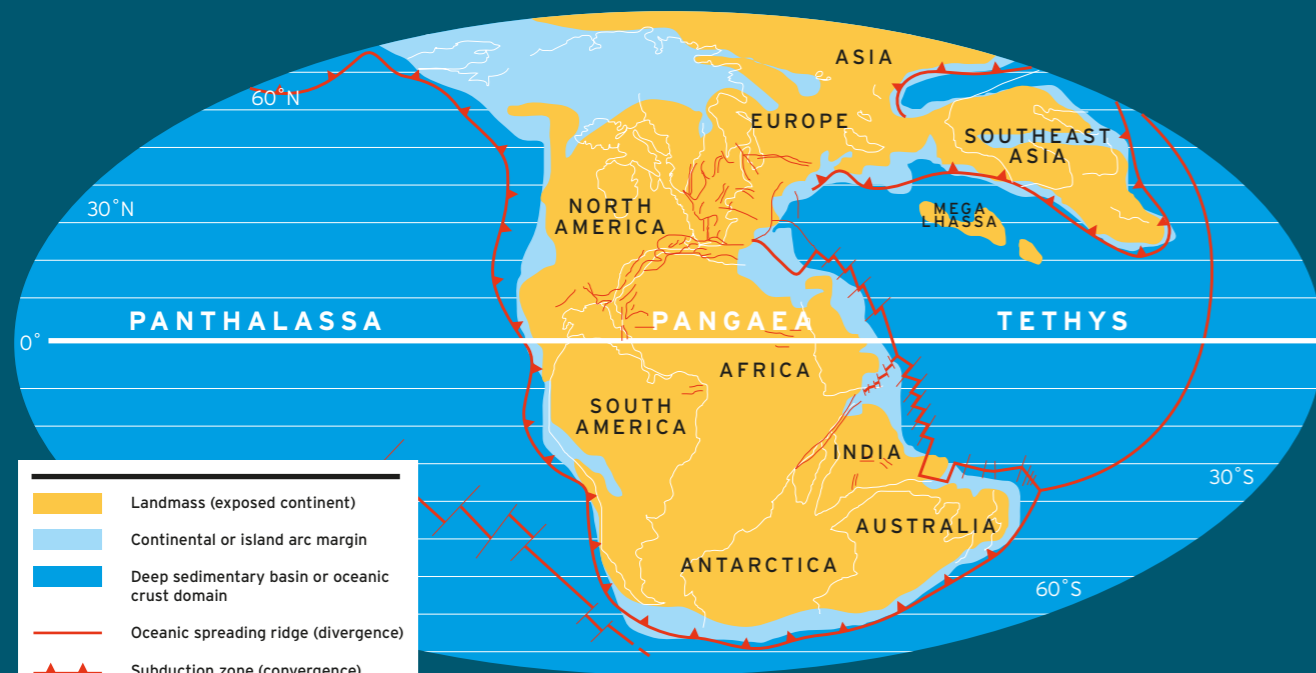 ASIA
60°N
EUROPE
SOUTHEAST
ASIA
30°N
NORTH
AMERICA
MEGA
LHASSA
PANTHALASSA
PANGAEA
TETHYS
0°
AFRICA
SOUTH
AMERICA
INDIA
30°S
AUSTRALIA
ANTARCTICA
60°S
Landmass (exposed continent)
Continental or island arc margin
Deep sedimentary basin or oceanic
crust domain
Oceanic spreading ridge (divergence)
Subduction zone (convergence)